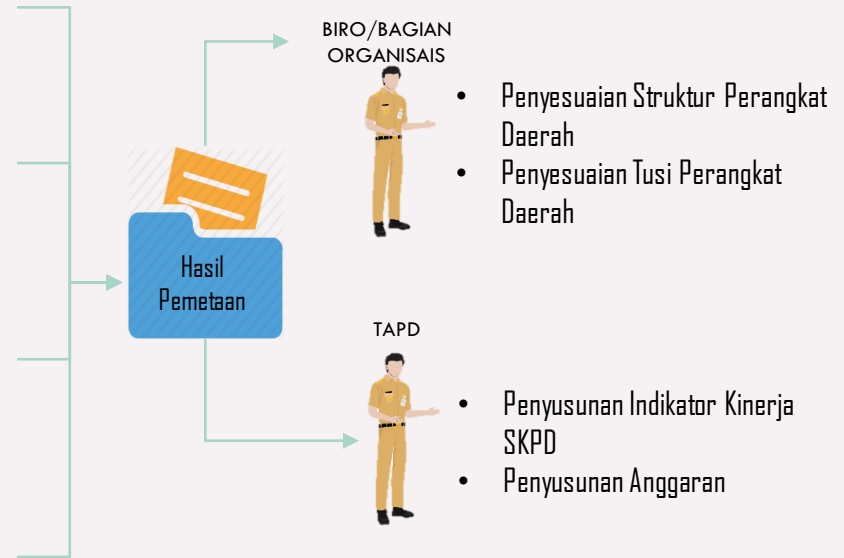 BIRO/BAGIAN
ORGANISAIS
• Penyesuaian Struktur Perangkat
Daerah
• Penyesuaian Tusi Perangkat
Daerah
Hasil
Pemetaan
TAPD
• Penyusunan Indikator Kinerja
SKPD
• Penyusunan Anggaran